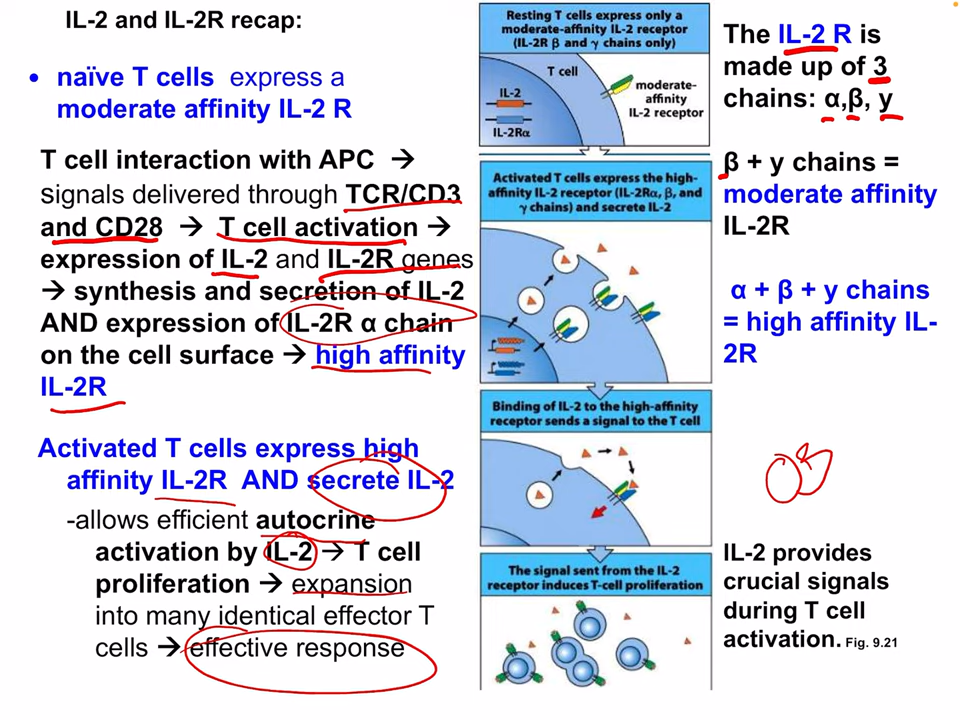 IL-2 and IL-2R recap:
• naïve T cells express a
moderate affinity IL-2 R
T cell interaction with APC →
signals delivered through TCR/CD3
and CD28 → T cell activation →
expression of IL-2 and IL-2R genes
→ synthesis and secretion of IL-2
AND expression of IL-2R α chain
on the cell surface → high affinity
IL-2R
Activated T cells express high
affinity IL-2R AND secrete IL-2
-allows efficient autocrine
activation by IL-2 → T cell
proliferation → expansion
into many identical effector T
cells → effective response
Resting T cells express only a
moderate-affinity IL-2 receptor
(IL-2R β and γ chains only)
T cell
IL-2
IL-2Rα
moderate-
affinity
IL-2 receptor
Activated T cells express the high-
affinity IL-2 receptor (IL-2Rα, β, and
γ chains) and secrete IL-2
Binding of IL-2 to the high-affinity
receptor sends a signal to the T cell
The signal sent from the IL-2
receptor induces T-cell proliferation
The IL-2 R is
made up of 3
chains: α,β, y
β + y chains =
moderate affinity
IL-2R
α + β + y chains
= high affinity IL-
2R
IL-2 provides
crucial signals
during T cell
activation. Fig. 9.21